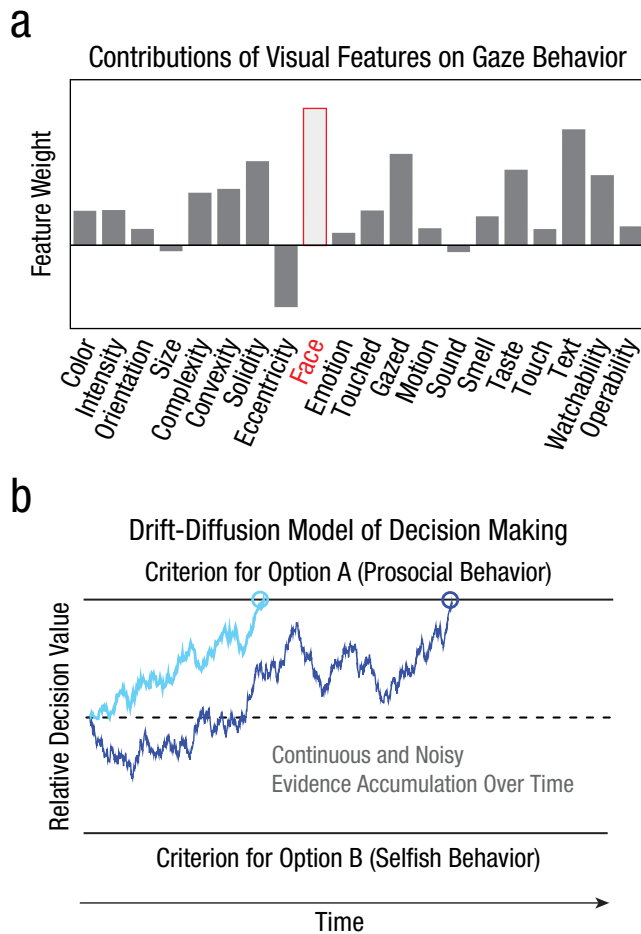 a
Contributions of Visual Features on Gaze Behavior
Feature Weight
Color
Intensity
Orientation
Size
Complexity
Convexity
Solidity
Eccentricity
Face
Emotion
Touched
Gazed
Motion
Sound
Smell
Taste
Touch
Text
Watchability
Operability
b
Drift-Diffusion Model of Decision Making
Criterion for Option A (Prosocial Behavior)
Relative Decision Value
Continuous and Noisy
Evidence Accumulation Over Time
Criterion for Option B (Selfish Behavior)
Time